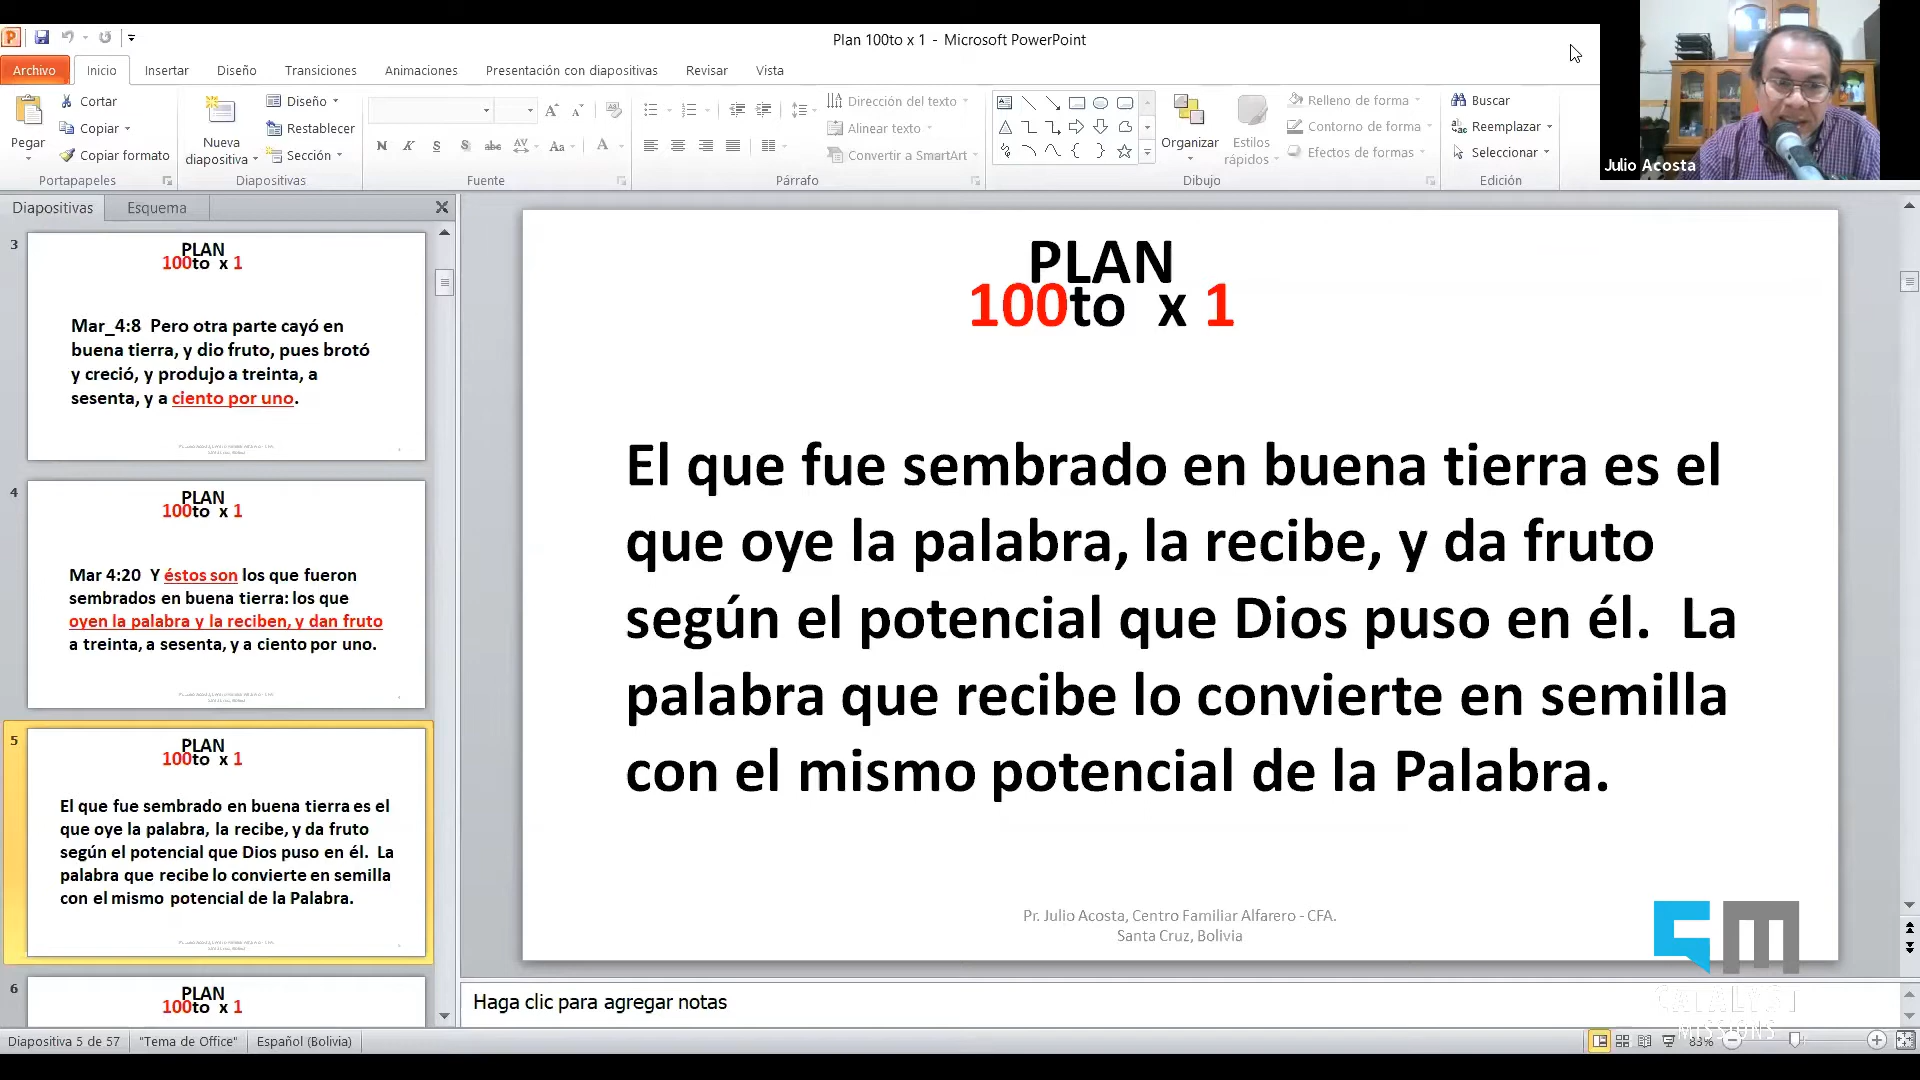 Plan 100to x 1 - Microsoft PowerPoint
Archivo
Inicio
Insertar
Diseño
Transiciones
Animaciones
Presentación con diapositivas
Revisar
Vista
Pegar
Cortar
Copiar
Copiar formato
Portapapeles
Nueva
diapositiva
Diseño
Restablecer
Sección
Diapositivas
N K S S abc AV Aa A
Fuente
Dirección del texto
Alinear texto
Convertir a SmartArt
Párrafo
Organizar
Estilos
rápidos
Relleno de forma
Contorno de forma
Efectos de formas
Dibujo
Buscar
Reemplazar
Seleccionar
Edición
Julio Acosta
Diapositivas
Esquema
3
PLAN
100to x 1
Mar_4:8 Pero otra parte cayó en
buena tierra, y dio fruto, pues brotó
y creció, y produjo a treinta, a
sesenta, y a ciento por uno.
4
PLAN
100to x 1
Mar 4:20 Y éstos son los que fueron
sembrados en buena tierra: los que
oyen la palabra y la reciben, y dan fruto
a treinta, a sesenta, y a ciento por uno.
5
PLAN
100to x 1
El que fue sembrado en buena tierra es el
que oye la palabra, la recibe, y da fruto
según el potencial que Dios puso en él. La
palabra que recibe lo convierte en semilla
con el mismo potencial de la Palabra.
6
PLAN
100to x 1
PLAN
100to x 1
El que fue sembrado en buena tierra es el
que oye la palabra, la recibe, y da fruto
según el potencial que Dios puso en él. La
palabra que recibe lo convierte en semilla
con el mismo potencial de la Palabra.
Pr. Julio Acosta, Centro Familiar Alfarero - CFA.
Santa Cruz, Bolivia
CATALYST
MISSIONS
Haga clic para agregar notas
Diapositiva 5 de 57
"Tema de Office"
Español (Bolivia)
83%